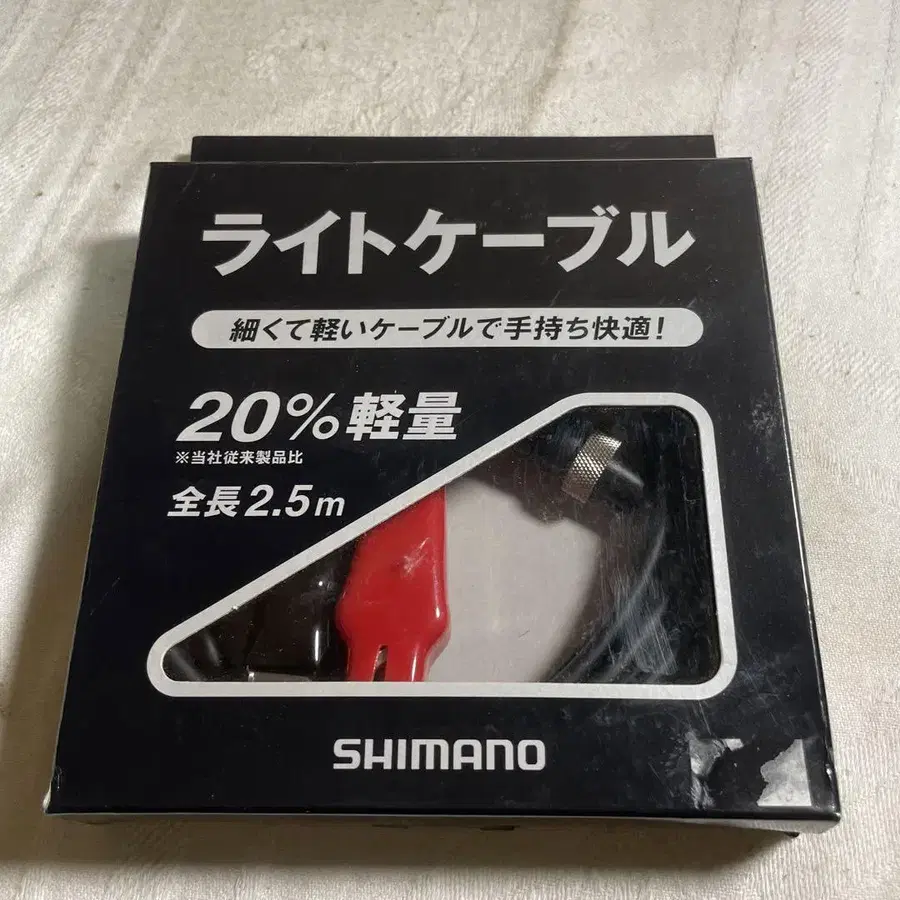 ライトケーブル
細くて軽いケーブルで手持ち快適!
20%軽量
※当社従来製品比
全長2.5m
SHIMANO